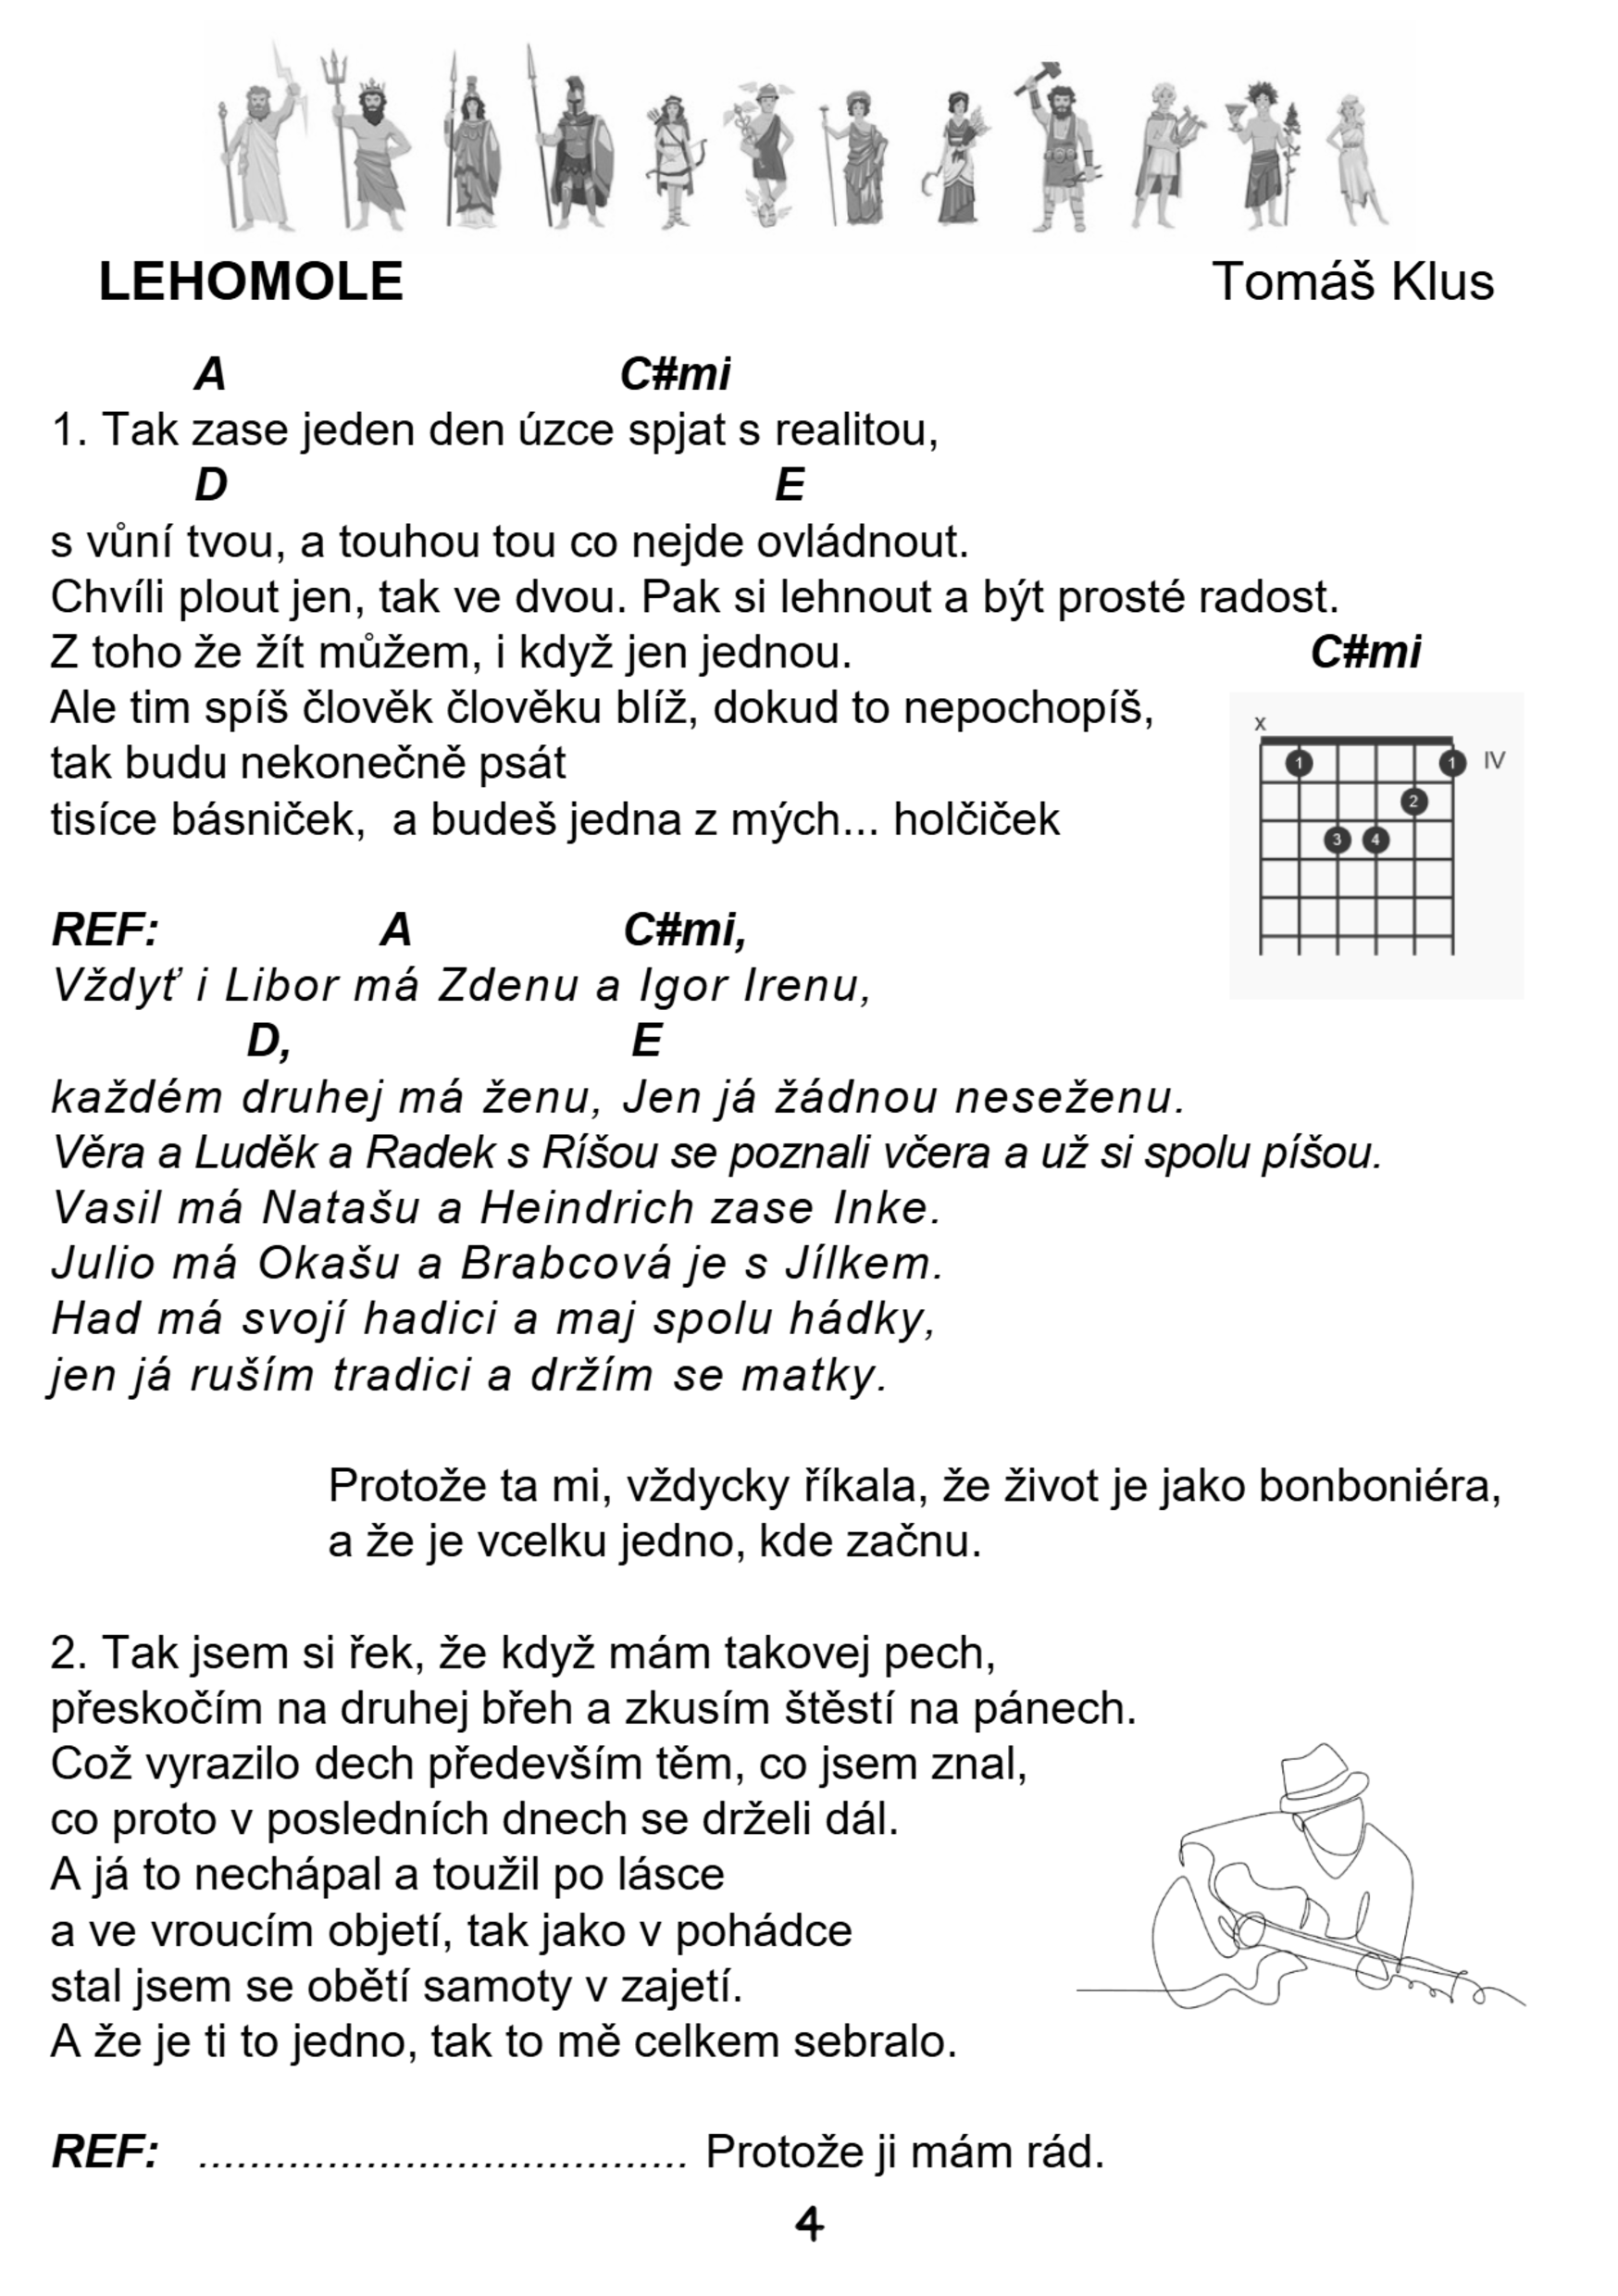 LEHOMOLE Tomáš Klus
A C#mi
1. Tak zase jeden den úzce spjat s realitou,
D E
s vůní tvou, a touhou tou co nejde ovládnout.
Chvíli plout jen, tak ve dvou. Pak si lehnout a být prosté radost.
Z toho že žít můžem, i když jen jednou.
Ale tim spíš člověk člověku blíž, dokud to nepochopíš,
tak budu nekonečně psát
tisíce básniček,  a budeš jedna z mých... holčiček
C#mi
x
1 1 IV
2
3 4
REF: A C#mi,
Vždyť i Libor má Zdenu a Igor Irenu,
D, E
každém druhej má ženu, Jen já žádnou neseženu.
Věra a Luděk a Radek s Ríšou se poznali včera a už si spolu píšou.
Vasil má Natašu a Heindrich zase Inke.
Julio má Okašu a Brabcová je s Jílkem.
Had má svojí hadici a maj spolu hádky,
jen já ruším tradici a držím se matky.
Protože ta mi, vždycky říkala, že život je jako bonboniéra,
a že je vcelku jedno, kde začnu.
2. Tak jsem si řek, že když mám takovej pech,
přeskočím na druhej břeh a zkusím štěstí na pánech.
Což vyrazilo dech především těm, co jsem znal,
co proto v posledních dnech se drželi dál.
A já to nechápal a toužil po lásce
a ve vroucím objetí, tak jako v pohádce
stal jsem se obětí samoty v zajetí.
A že je ti to jedno, tak to mě celkem sebralo.
REF: ...................................... Protože ji mám rád.
4